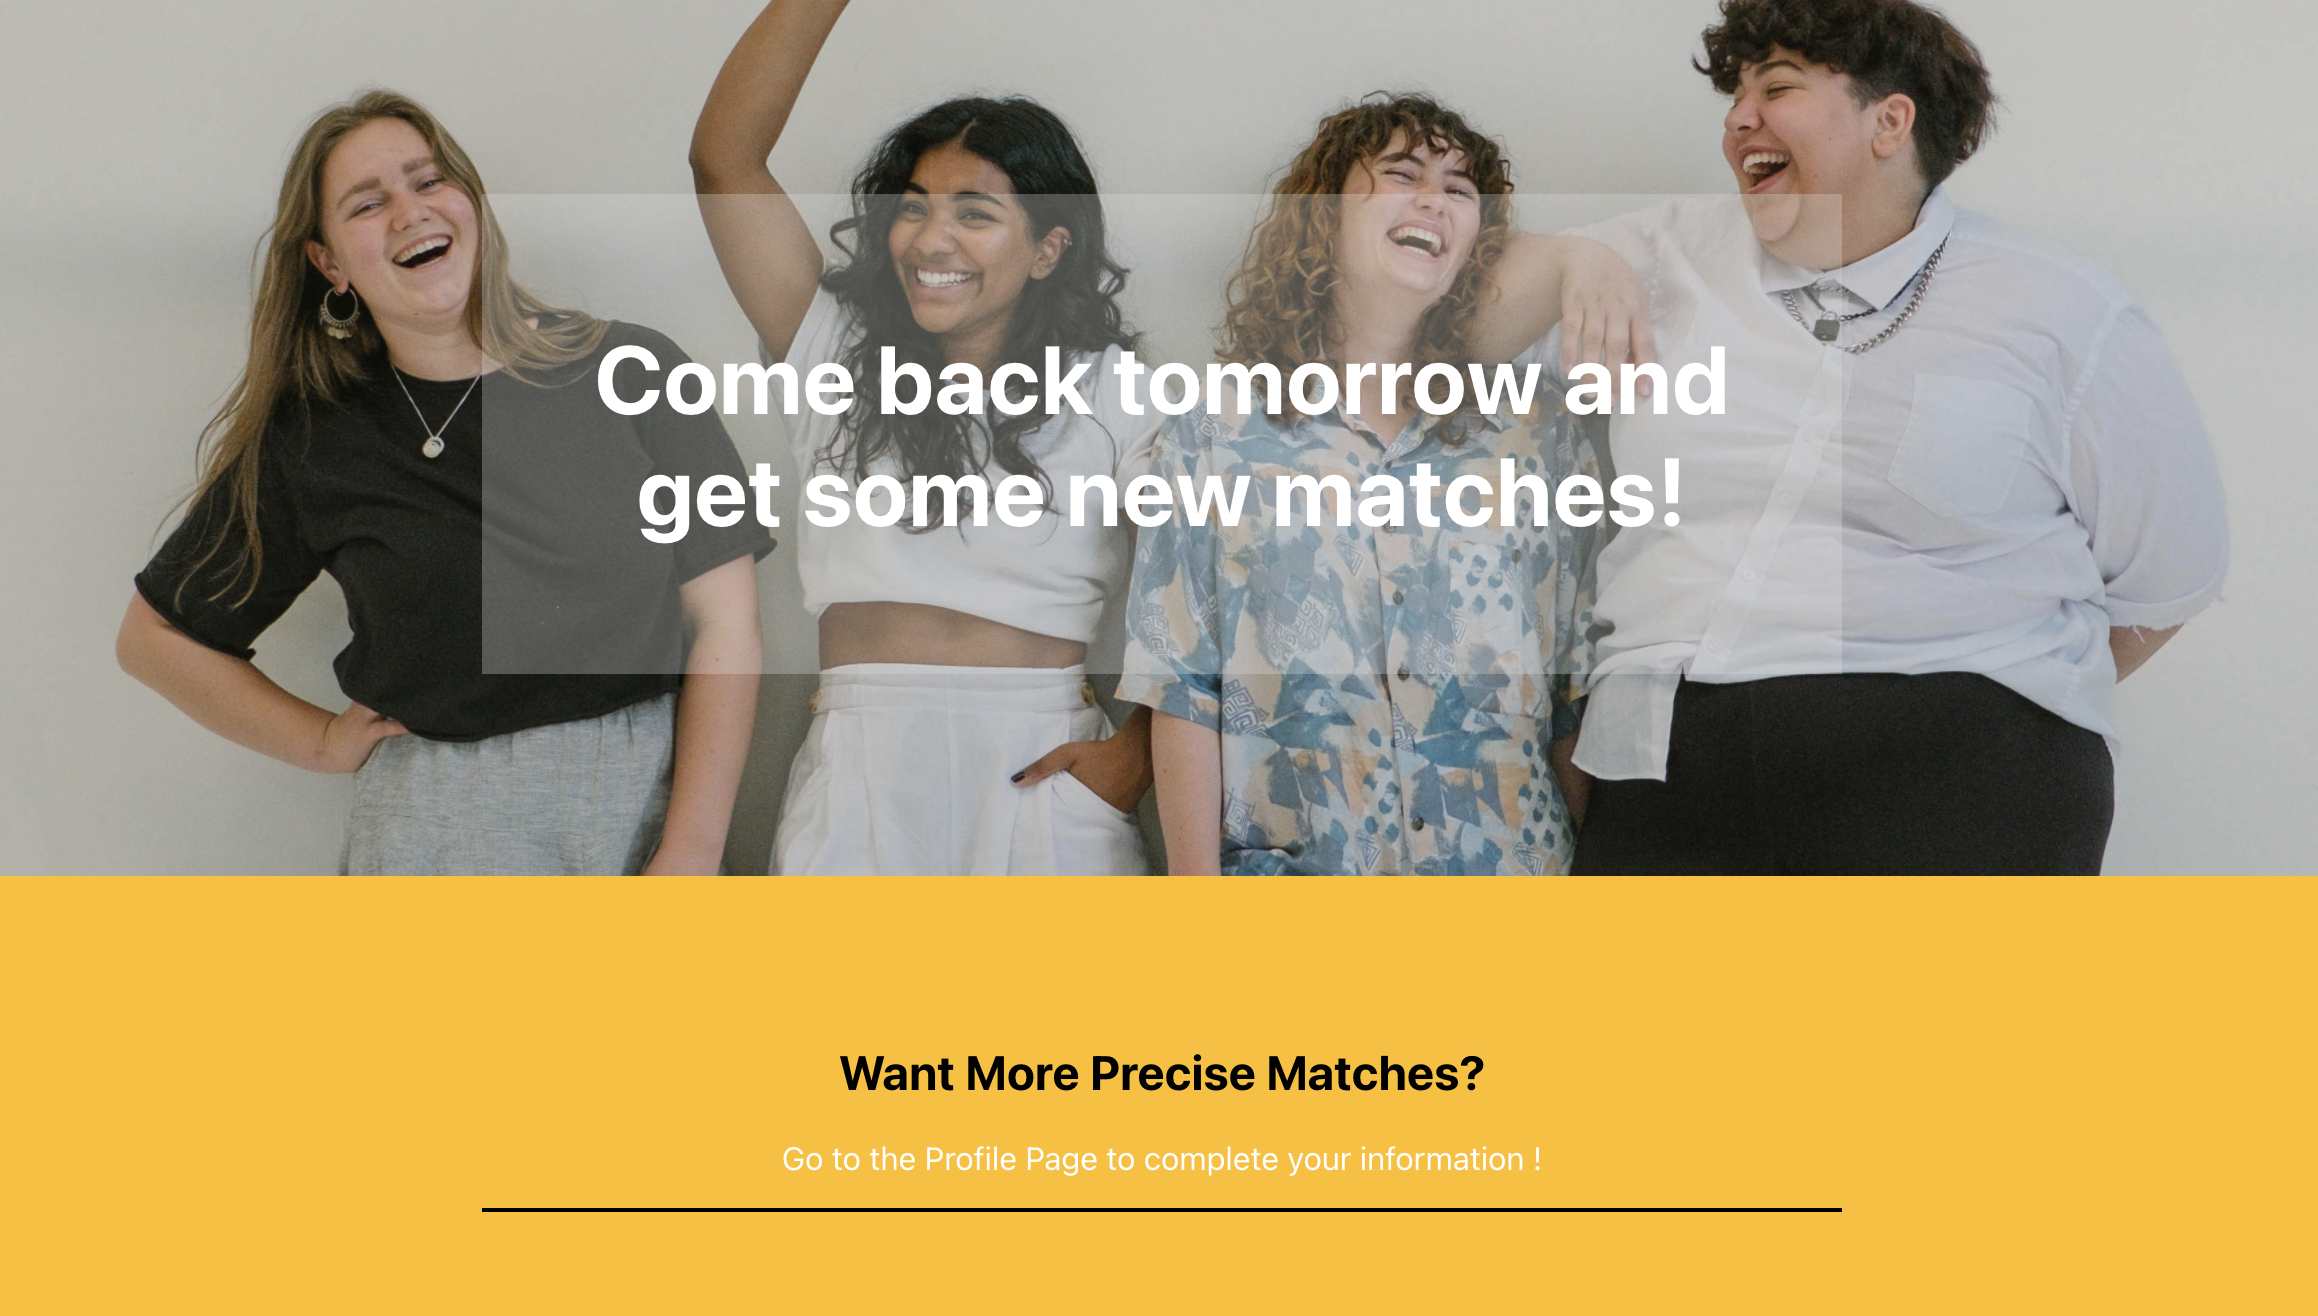 Come back tomorrow and
get some new matches!
Want More Precise Matches?
Go to the Profile Page to complete your information !